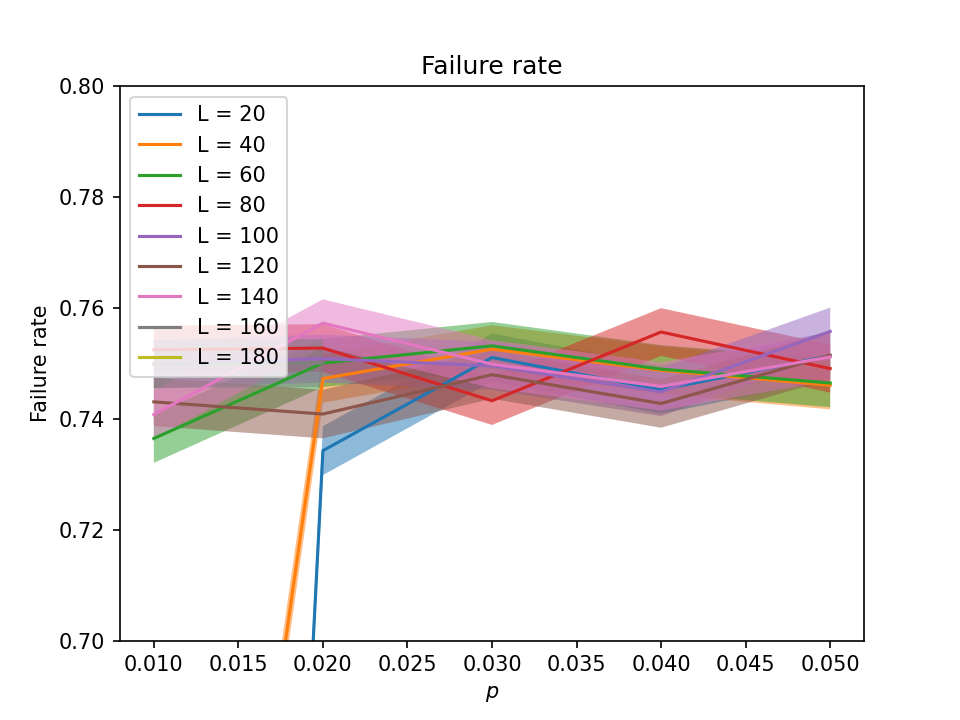 Failure rate
0.80
0.78
0.76
0.74
0.72
0.70
Failure rate
L = 20
L = 40
L = 60
L = 80
L = 100
L = 120
L = 140
L = 160
L = 180
0.010 0.015 0.020 0.025 0.030 0.035 0.040 0.045 0.050
p